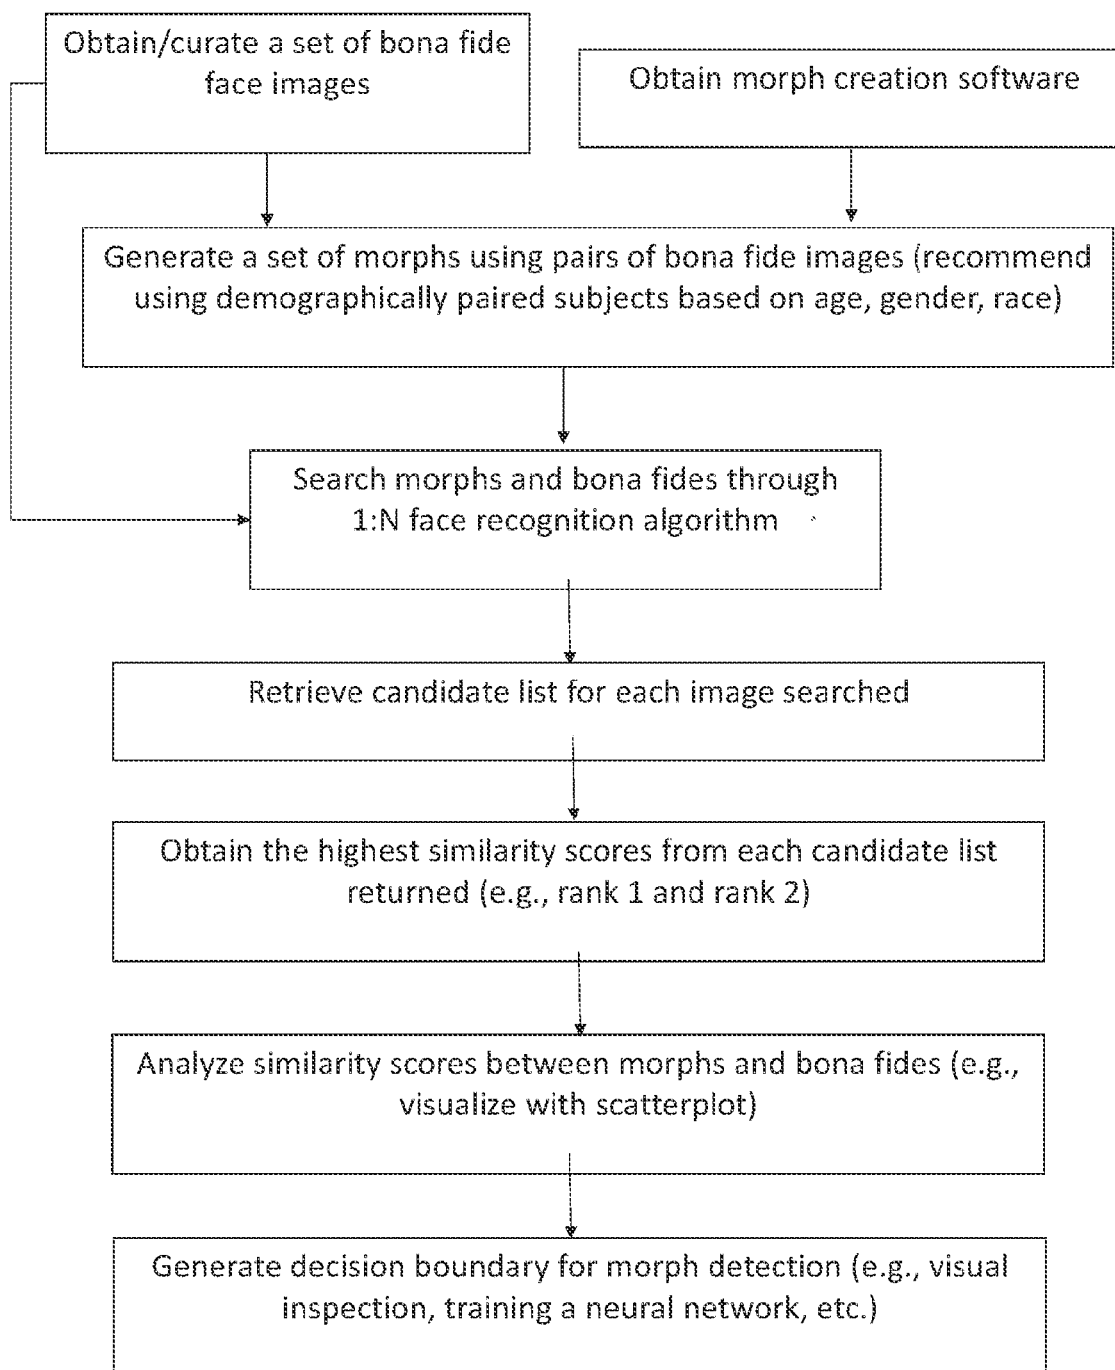 Obtain/curate a set of bona fide
face images
Obtain morph creation software
Generate a set of morphs using pairs of bona fide images (recommend
using demographically paired subjects based on age, gender, race)
Search morphs and bona fides through
1:N face recognition algorithm
Retrieve candidate list for each image searched
Obtain the highest similarity scores from each candidate list
returned (e.g., rank 1 and rank 2)
Analyze similarity scores between morphs and bona fides (e.g.,
visualize with scatterplot)
Generate decision boundary for morph detection (e.g., visual
inspection, training a neural network, etc.)